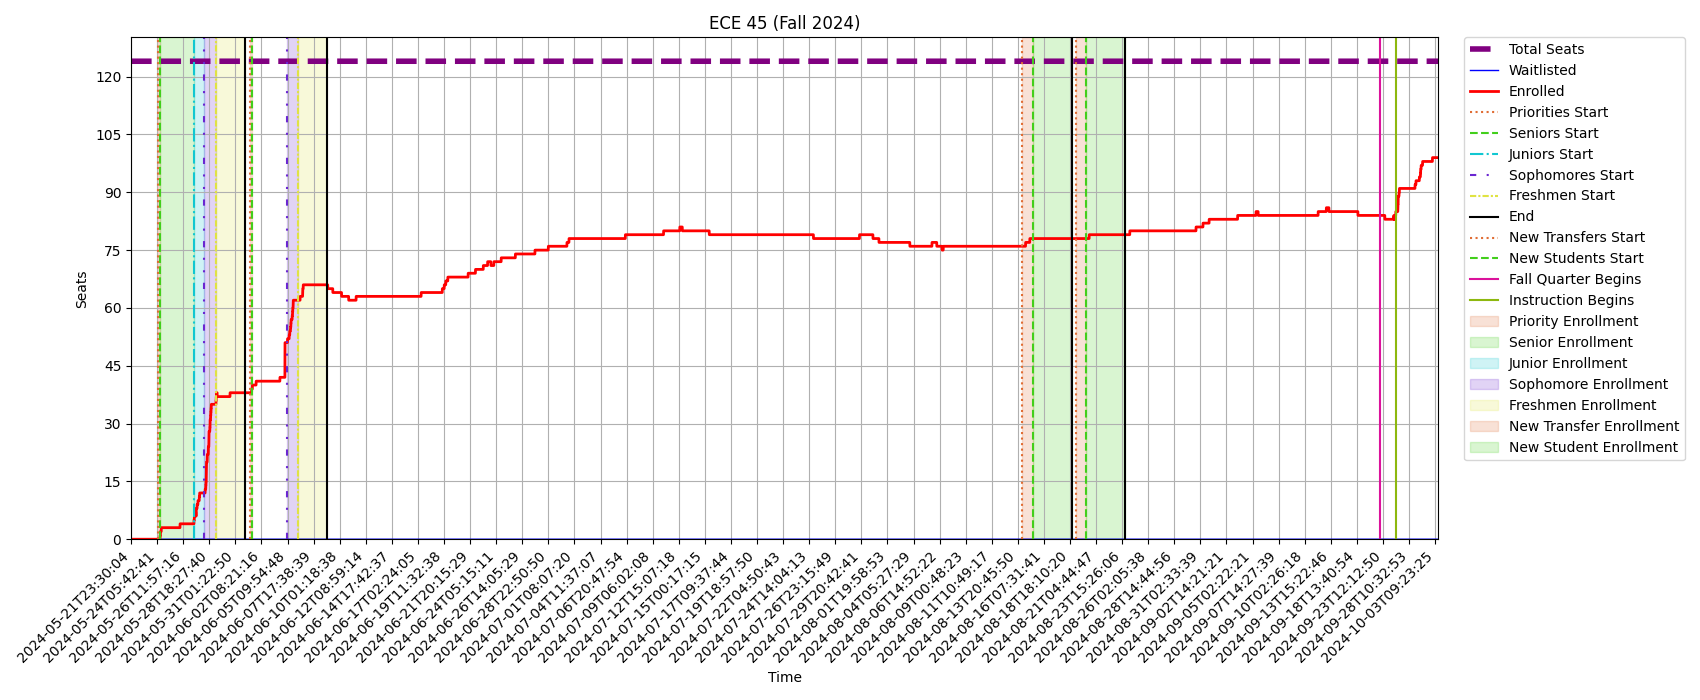 ECE 45 (Fall 2024)
Seats
120
105
90
75
60
45
30
15
0
Total Seats
Waitlisted
Enrolled
Priorities Start
Seniors Start
Juniors Start
Sophomores Start
Freshmen Start
End
New Transfers Start
New Students Start
Fall Quarter Begins
Instruction Begins
Priority Enrollment
Senior Enrollment
Junior Enrollment
Sophomore Enrollment
Freshmen Enrollment
New Transfer Enrollment
New Student Enrollment
2024-05-21T23:30:04
2024-05-24T05:42:41
2024-05-26T11:57:16
2024-05-28T18:27:40
2024-05-31T01:22:50
2024-06-02T08:21:16
2024-06-05T09:54:48
2024-06-07T17:38:39
2024-06-10T01:18:38
2024-06-12T08:59:14
2024-06-14T17:42:37
2024-06-17T02:24:05
2024-06-19T11:32:38
2024-06-21T20:15:29
2024-06-24T05:15:11
2024-06-26T14:05:29
2024-06-28T22:50:50
2024-07-01T08:07:20
2024-07-04T11:37:07
2024-07-06T20:47:54
2024-07-09T06:02:08
2024-07-12T15:07:18
2024-07-15T00:17:15
2024-07-17T09:37:44
2024-07-19T18:57:50
2024-07-22T04:50:43
2024-07-24T14:04:13
2024-07-26T23:15:49
2024-07-29T20:42:41
2024-08-01T19:58:53
2024-08-04T05:27:29
2024-08-06T14:52:22
2024-08-09T00:48:23
2024-08-11T10:49:17
2024-08-13T20:45:50
2024-08-16T07:31:41
2024-08-18T18:10:20
2024-08-21T04:44:47
2024-08-23T15:26:06
2024-08-26T02:05:38
2024-08-28T14:44:56
2024-08-31T02:33:39
2024-09-02T14:21:21
2024-09-05T02:22:21
2024-09-07T14:27:39
2024-09-10T02:26:18
2024-09-13T15:22:46
2024-09-18T13:40:54
2024-09-23T12:12:50
2024-09-28T10:32:53
2024-10-03T09:23:25
Time